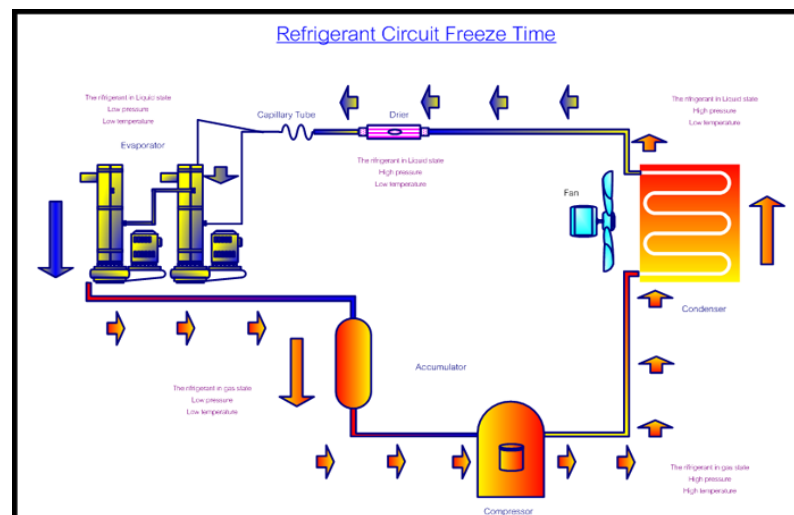 Refrigerant Circuit Freeze Time
The rifrigerant in Liquid state
Low pressure
Low temperature
Evaporator
Capillary Tube
Drier
The rifrigerant in Liquid state
High pressure
Low temperature
The rifrigerant in Liquid state
High pressure
Low temperature
Fan
Condenser
The rifrigerant in gas state
Low pressure
Low temperature
Accumulator
Compressor
The rifrigerant in gas state
High pressure
High temperature